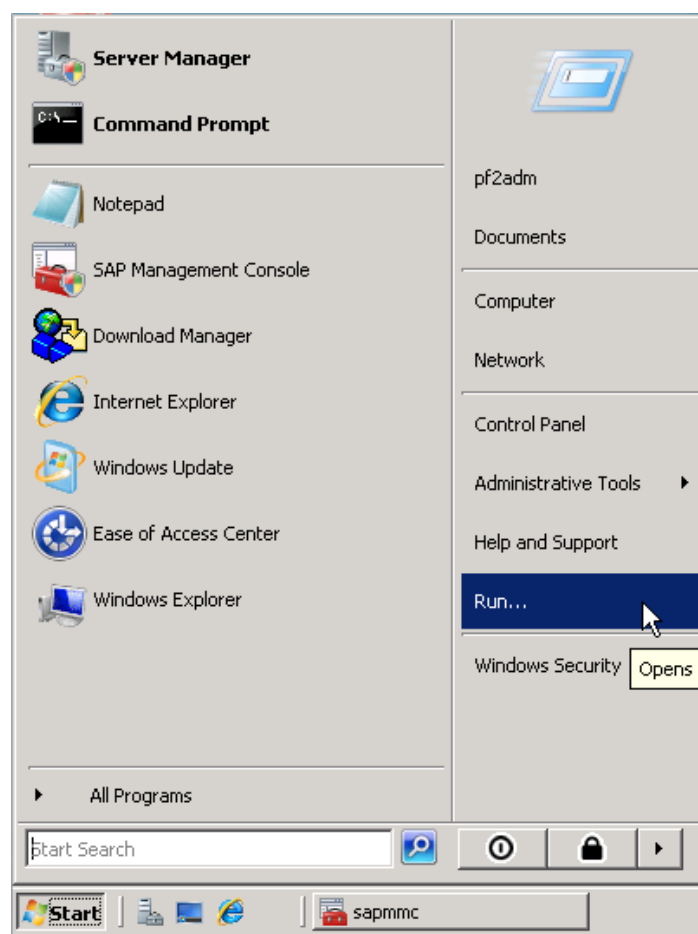 Server Manager
Command Prompt
Notepad
SAP Management Console
Download Manager
Internet Explorer
Windows Update
Ease of Access Center
Windows Explorer
All Programs
Start Search
pf2adm
Documents
Computer
Network
Control Panel
Administrative Tools
Help and Support
Run...
Windows Security
Opens
Start
sapmmc